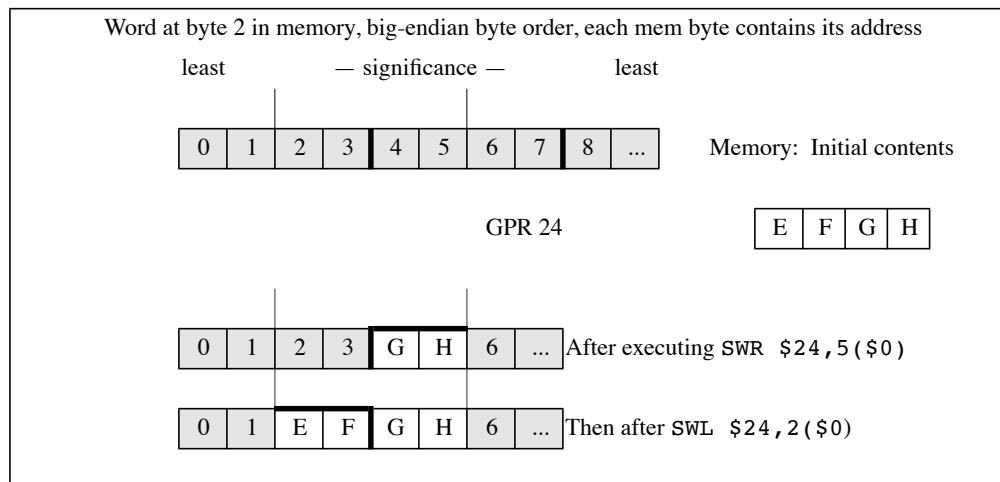 Word at byte 2 in memory, big-endian byte order, each mem byte contains its address
least — significance — least
0 1 2 3 4 5 6 7 8 ... Memory: Initial contents
GPR 24 E F G H
0 1 2 3 G H 6 ... After executing SWR $24,5($0)
0 1 E F G H 6 ... Then after SWL $24,2($0)